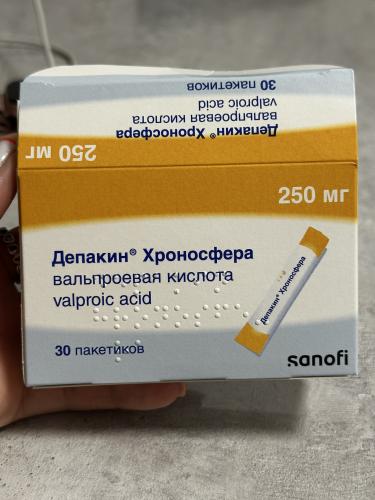 30 пакетиков
valproic acid
вальпроевая кислота
Депакин® Хроносфера
250 мг
250 мг
Депакин® Хроносфера
вальпроевая кислота
valproic acid
Депакин® Хроносфера
30 пакетиков
sanofi